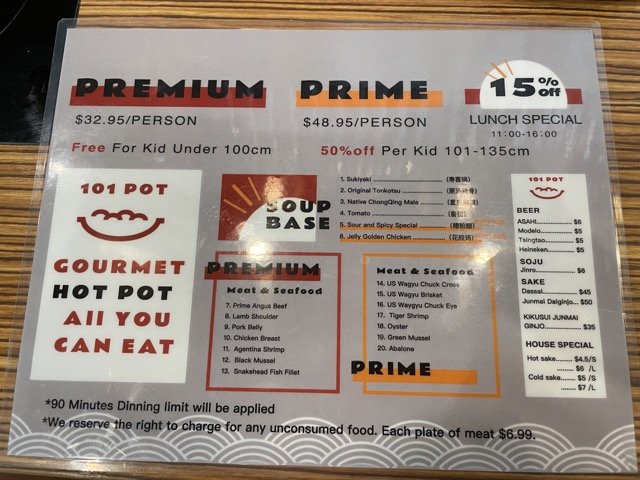 PREMIUM
$32.95/PERSON
PRIME
$48.95/PERSON
15% off
LUNCH SPECIAL
11:00-16:00
Free For Kid Under 100cm
50%off Per Kid 101-135cm
101 POT
GOURMET
HOT POT
All YOU
CAN EAT
SOUP
BASE
1. Sukiyaki (寿喜锅)
2. Original Tonkotsu
3. Native ChongQing Mala
4. Tomato
5. Sour and Spicy Special
6. Jelly Golden Chicken (花胶鸡)
PREMIUM
Meat & Seafood
7. Prime Angus Beef
8. Lamb Shoulder
9. Pork Belly
10. Chicken Breast
11. Agentina Shrimp
12. Black Mussel
13. Snakehead Fish Fillet
Meat & Seafood
14. US Wagyu Chuck Cross
15. US Wagyu Brisket
16. US Waygyu Chuck Eye
17. Tiger Shrimp
18. Oyster
19. Green Mussel
20. Abalone
PRIME
101 POT
BEER
ASAHI $6
Modelo $5
Tsingtao $5
Heineken $5
SOJU
Jinro $6
SAKE
Dassai $45
Junmai Daiginjo $50
KIKUSUI JUNMAI
GINJO $35
HOUSE SPECIAL
Hot sake $4.5/S
$6 /L
Cold sake $5 /S
$7 /L
*90 Minutes Dinning limit will be applied
*We reserve the right to charge for any unconsumed food. Each plate of meat $6.99.